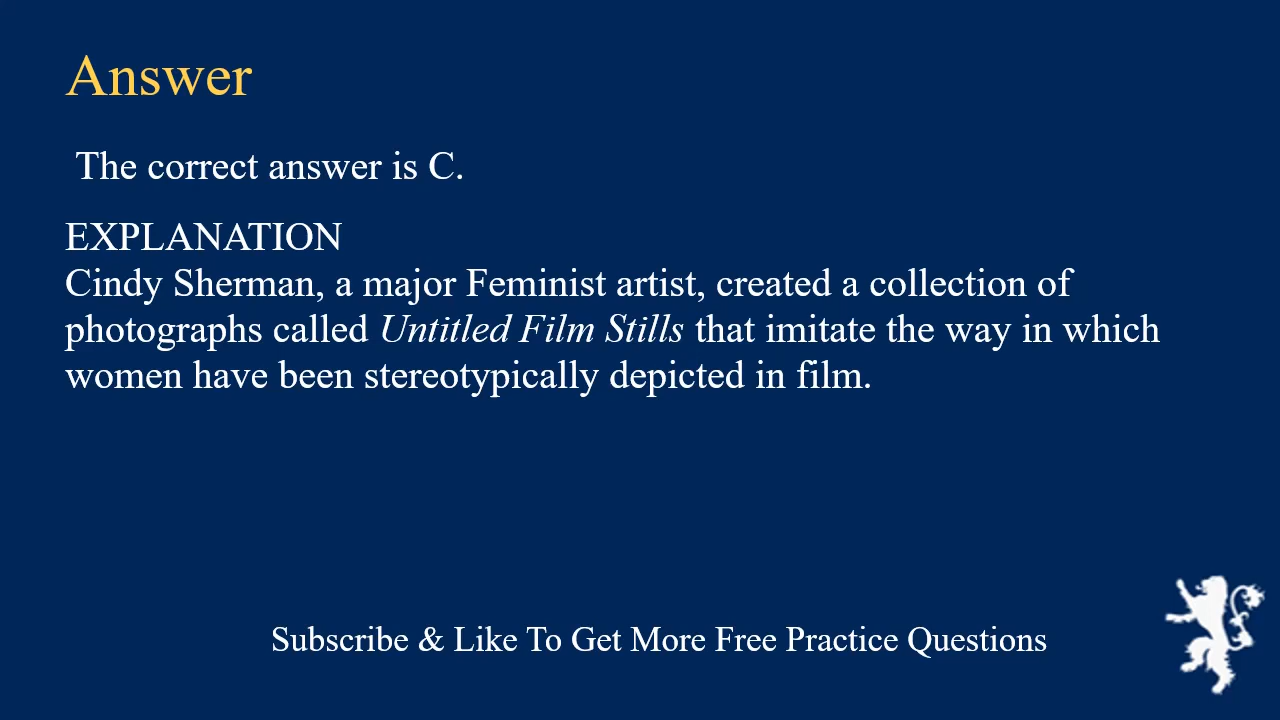 Answer
The correct answer is C.
EXPLANATION
Cindy Sherman, a major Feminist artist, created a collection of
photographs called Untitled Film Stills that imitate the way in which
women have been stereotypically depicted in film.
Subscribe & Like To Get More Free Practice Questions